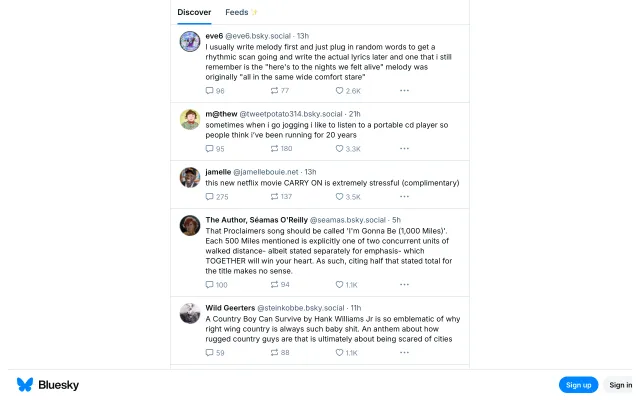 Discover Feeds ✨
eve6 @eve6.bsky.social · 13h
I usually write melody first and just plug in random words to get a
rhythmic scan going and write the actual lyrics later and one that i still
remember is the "here's to the nights we felt alive" melody was
originally "all in the same wide comfort stare"
96 77 2.6K ...
m@thew @tweetpotato314.bsky.social · 21h
sometimes when i go jogging i like to listen to a portable cd player so
people think i've been running for 20 years
95 180 3.3K ...
jamelle @jamellebouie.net · 13h
this new netflix movie CARRY ON is extremely stressful (complimentary)
275 137 3.5K ...
The Author, Séamas O'Reilly @seamas.bsky.social · 5h
That Proclaimers song should be called 'I'm Gonna Be (1,000 Miles)'.
Each 500 Miles mentioned is explicitly one of two concurrent units of
walked distance- albeit stated separately for emphasis- which
TOGETHER will win your heart. As such, citing half that stated total for
the title makes no sense.
100 94 1.1K ...
Wild Geerters @steinkobbe.bsky.social · 11h
A Country Boy Can Survive by Hank Williams Jr is so emblematic of why
right wing country is always such baby shit. An anthem about how
rugged country guys are that is ultimately about being scared of cities
59 88 1.1K ...
Bluesky Sign up Sign in